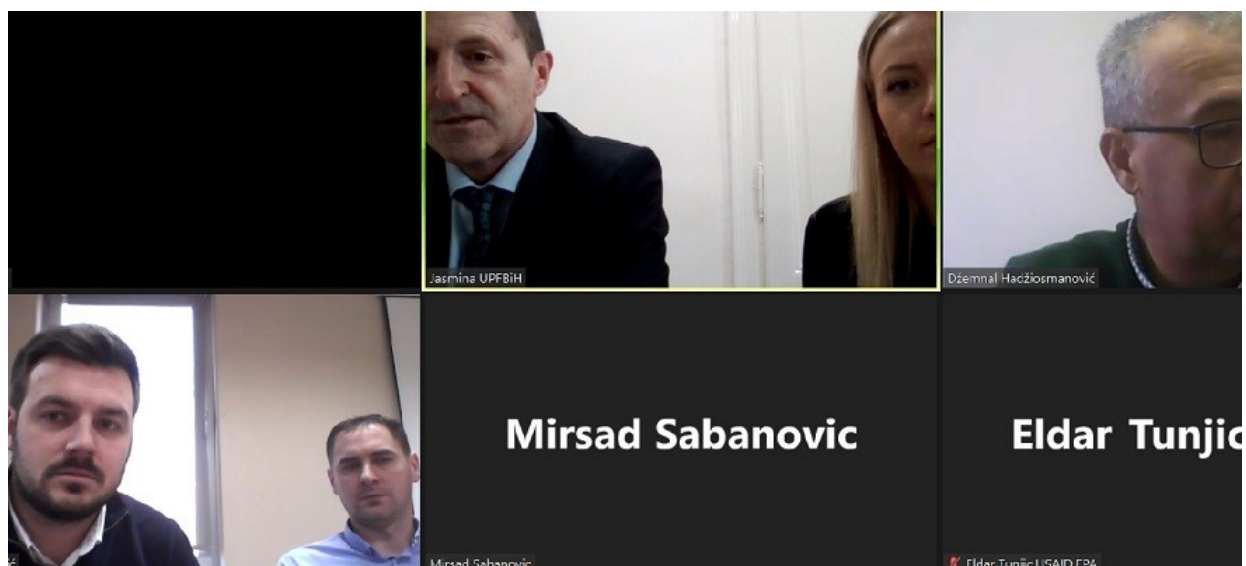 Jasmina UPFBiH
Džemnal Hadžiosmanović
Mirsad Sabanovic
Eldar Tunjic
Mirsad Sabanovic
Eldar Tunjic USAID EPA